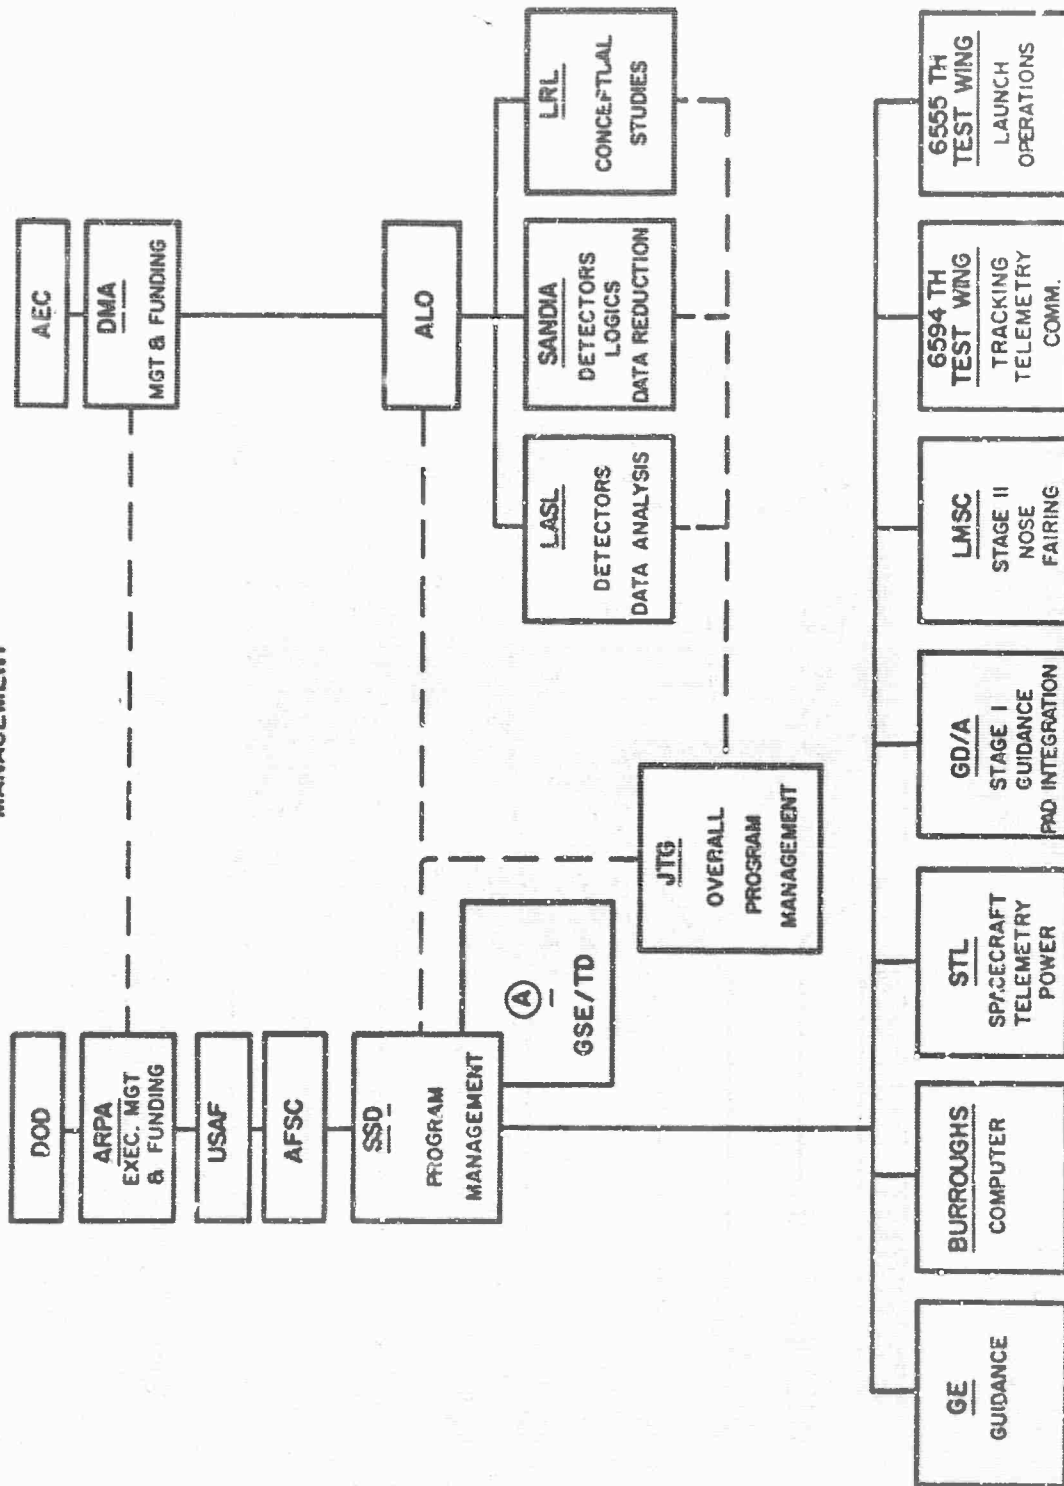 MANAGEMENT
DOD
ARPA
EXEC. MGT
& FUNDING
USAF
AFSC
SSD
PROGRAM
MANAGEMENT
A
GSE/TD
JTG
OVERALL
PROGRAM
MANAGEMENT
AEC
DMA
MGT & FUNDING
ALO
LASL
DETECTORS
DATA ANALYSIS
SANDIA
DETECTORS
LOGICS
DATA REDUCTION
LRL
CONCEPTUAL
STUDIES
GE
GUIDANCE
BURROUGHS
COMPUTER
STL
SPACECRAFT
TELEMETRY
POWER
GD/A
STAGE I
GUIDANCE
PAD INTEGRATION
LMSC
STAGE II
NOSE
FAIRING
6594 TH
TEST WING
TRACKING
TELEMETRY
COMM.
6555 TH
TEST WING
LAUNCH
OPERATIONS